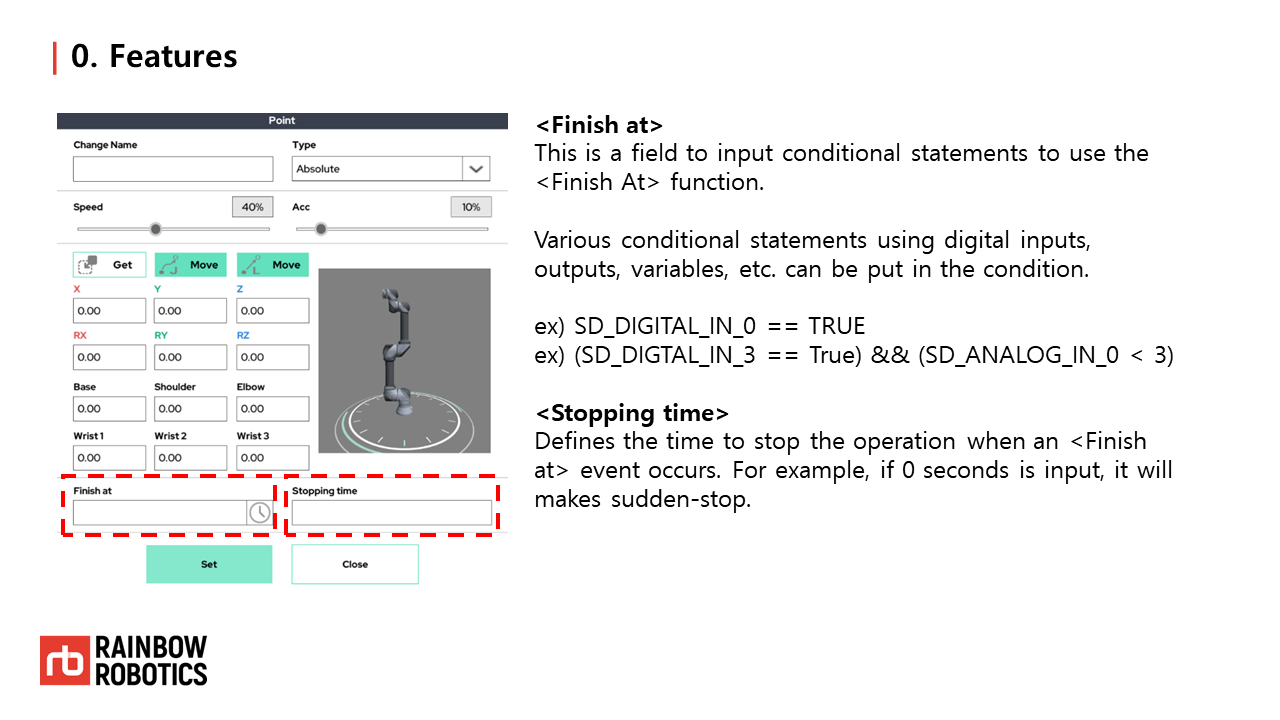 0. Features
Point
Change Name
Type
Absolute
Speed
40%
Acc
10%
Get
Move
Move
X
Y
Z
0.00
0.00
0.00
RX
RY
RZ
0.00
0.00
0.00
Base
Shoulder
Elbow
0.00
0.00
0.00
Wrist 1
Wrist 2
Wrist 3
0.00
0.00
0.00
Finish at
Stopping time
Set
Close
<Finish at>
This is a field to input conditional statements to use the
<Finish At> function.
Various conditional statements using digital inputs,
outputs, variables, etc. can be put in the condition.
ex) SD_DIGITAL_IN_0 == TRUE
ex) (SD_DIGTAL_IN_3 == True) && (SD_ANALOG_IN_0 < 3)
<Stopping time>
Defines the time to stop the operation when an <Finish
at> event occurs. For example, if 0 seconds is input, it will
makes sudden-stop.
rb
RAINBOW
ROBOTICS